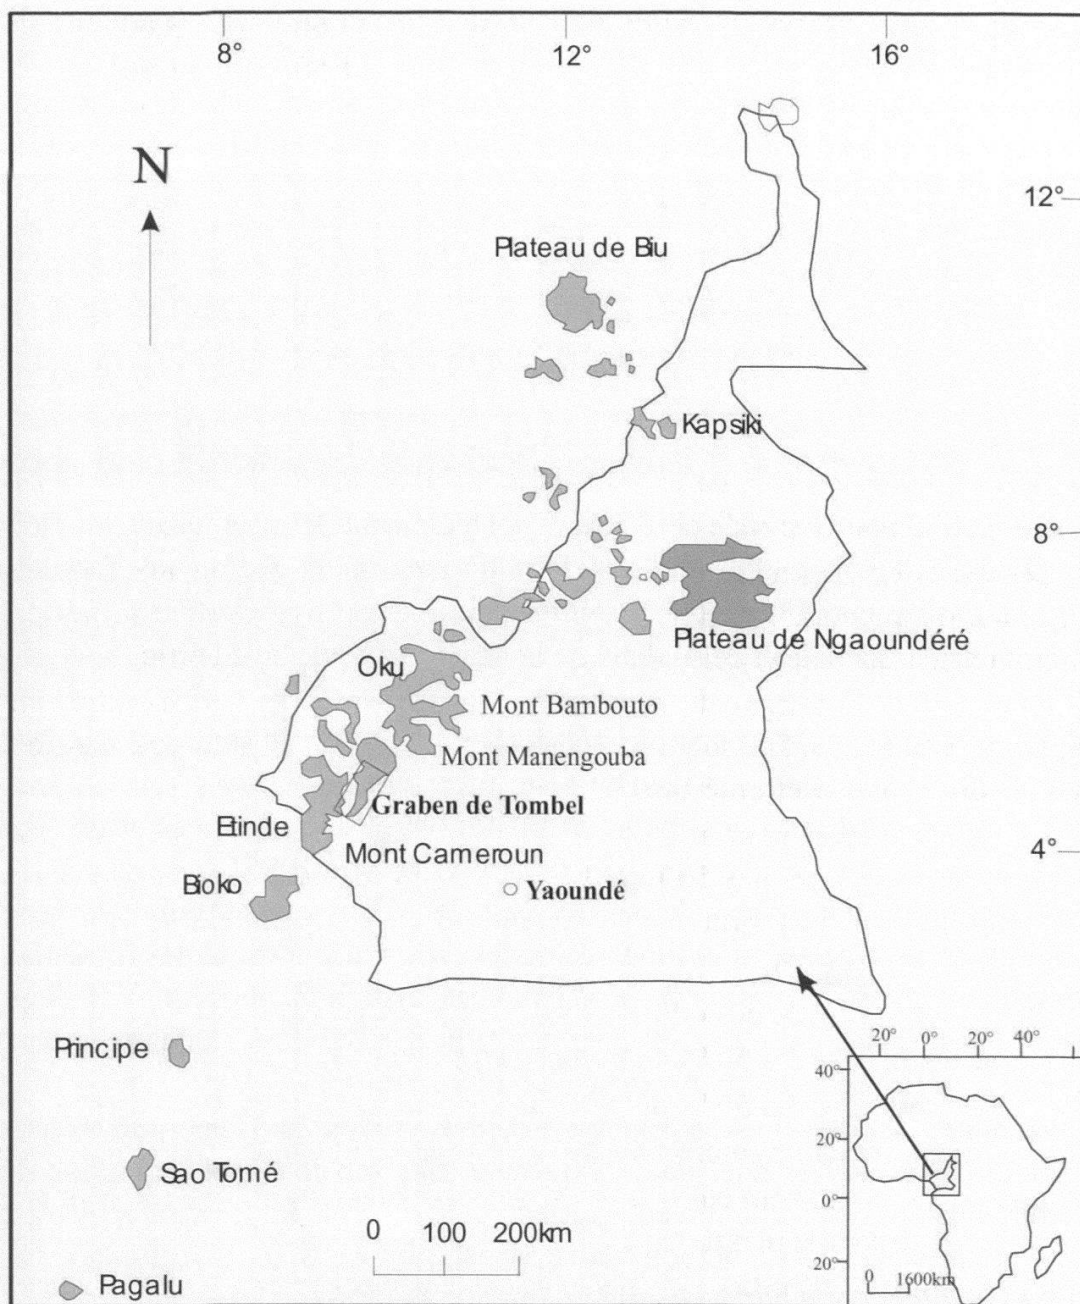 8° 12° 16°
N
12°
Plateau de Biu
Kapsiki
8°
Plateau de Ngaoundéré
Oku
Mont Bambouto
Mont Manengouba
Graben de Tombel
Etinde
4°
Mont Cameroun
Bioko
Yaoundé
Principe
20° 0° 20° 40°
40°
20°
Sao Tomé
0°
0 100 200km
20°
0 1600km
Pagalu